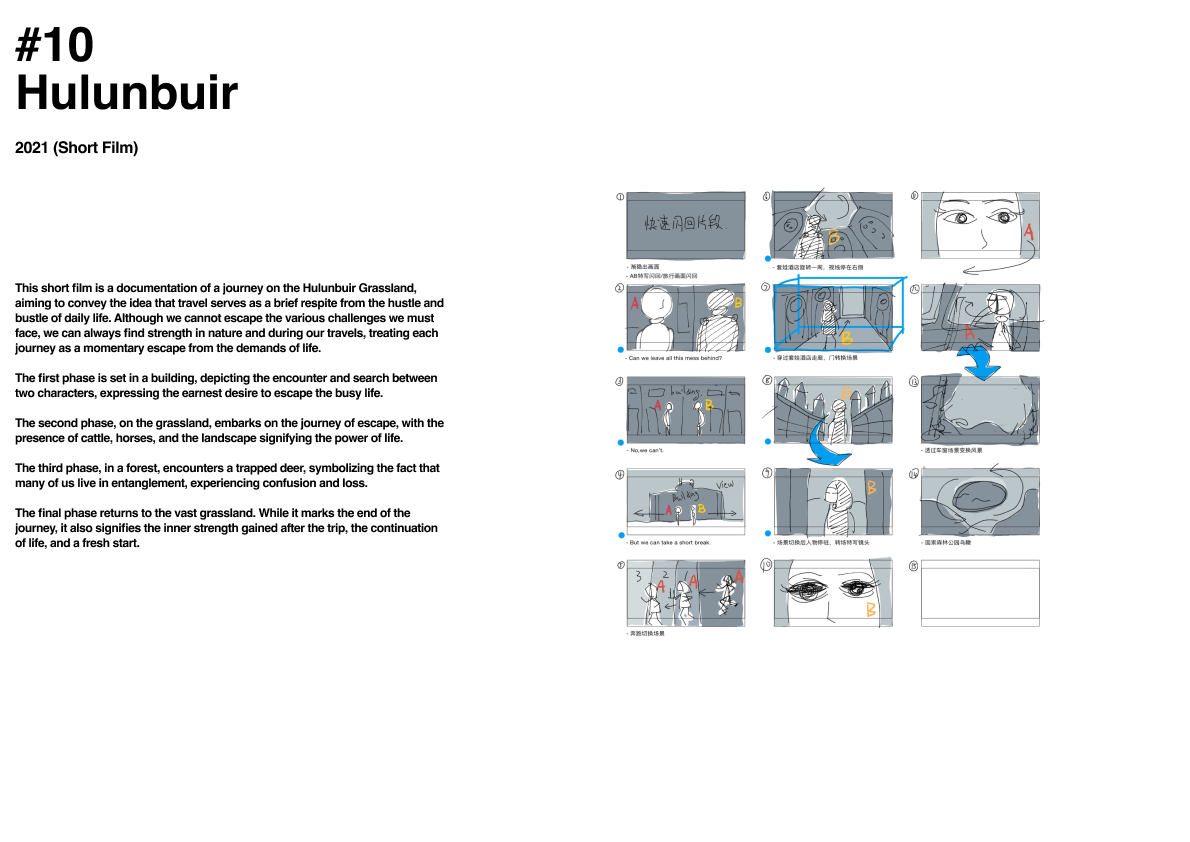 #10
Hulunbuir
2021 (Short Film)
This short film is a documentation of a journey on the Hulunbuir Grassland,
aiming to convey the idea that travel serves as a brief respite from the hustle and
bustle of daily life. Although we cannot escape the various challenges we must
face, we can always find strength in nature and during our travels, treating each
journey as a momentary escape from the demands of life.
The first phase is set in a building, depicting the encounter and search between
two characters, expressing the earnest desire to escape the busy life.
The second phase, on the grassland, embarks on the journey of escape, with the
presence of cattle, horses, and the landscape signifying the power of life.
The third phase, in a forest, encounters a trapped deer, symbolizing the fact that
many of us live in entanglement, experiencing confusion and loss.
The final phase returns to the vast grassland. While it marks the end of the
journey, it also signifies the inner strength gained after the trip, the continuation
of life, and a fresh start.
①
快速闪回片段
- 渐隐出画面
- AB特写闪回/旅行画面闪回
②
A
B
- Can we leave all this mess behind?
③
building
A
B
- No,we can't.
④
View
Building
A
B
- But we can take a short break.
3
2
1
A
A
A
- 奔跑切换场景
⑥
B
- 套娃酒店旋转一周，视线停在右侧
⑦
B
- 穿过套娃酒店走廊，门转换场景
⑧
B
⑨
B
- 场景切换后人物停驻，转场特写镜头
⑩
B
A
A
⑬
- 透过车窗场景变换风景
⑭
- 国家森林公园鸟瞰
⑮